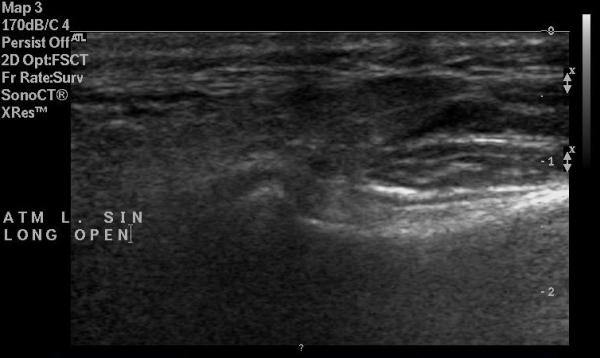 Map 3
170dB/C 4
Persist Off
ATL
2D Opt:FSCT
Fr Rate:Surv
SonoCT®
XRes™
ATM L. SIN
LONG OPEN
0
x
1
x
2
?